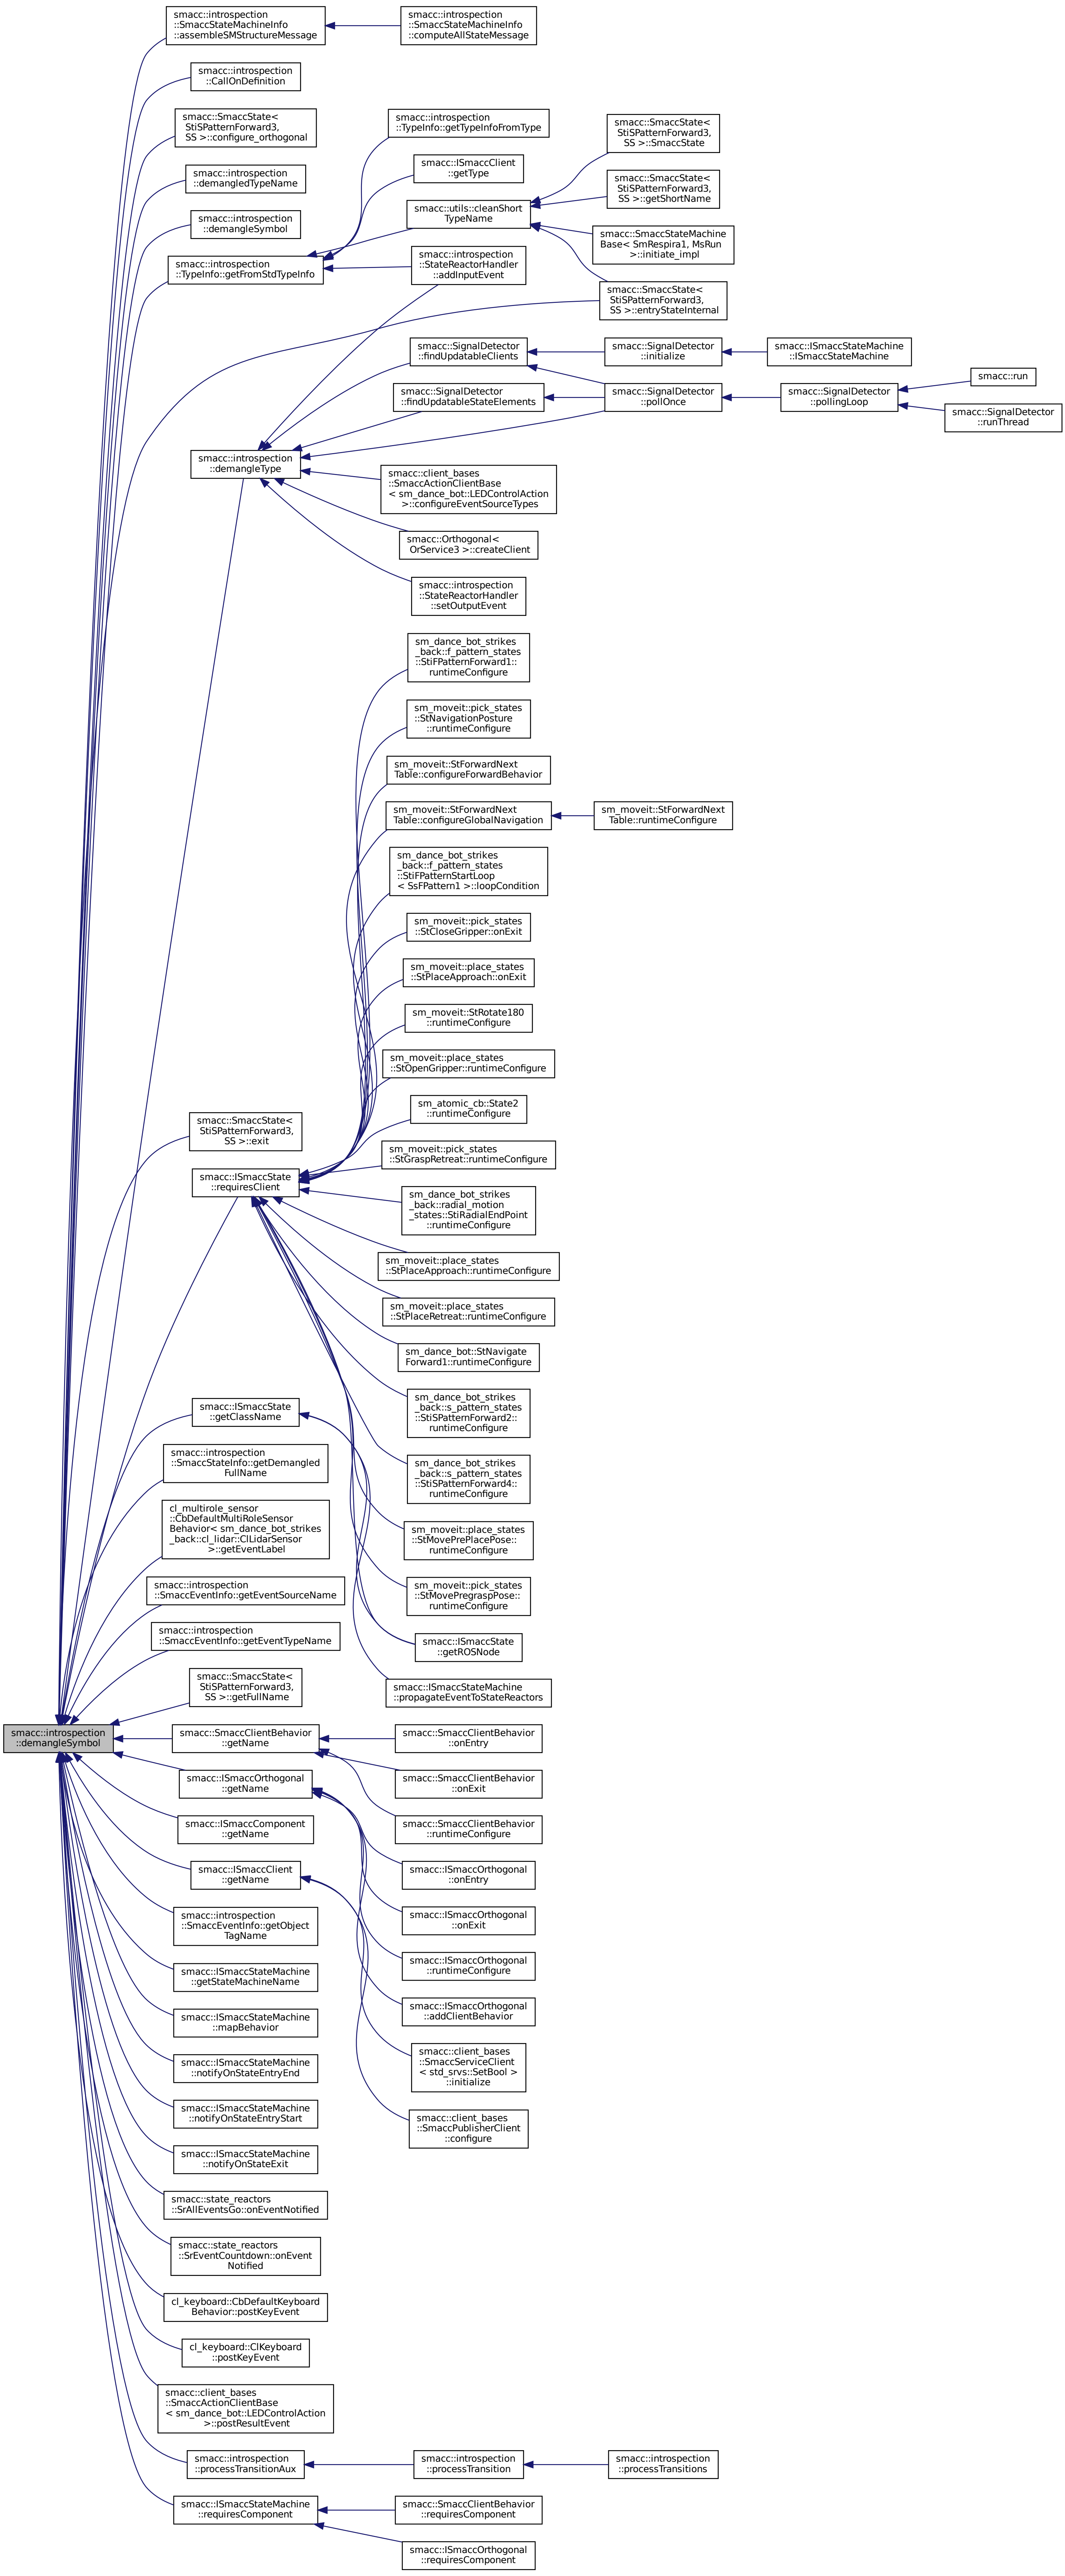 smacc::introspection
::SmaccStateMachineInfo
::assembleSMStructureMessage
smacc::introspection
::SmaccStateMachineInfo
::computeAllStateMessage
smacc::introspection
::CallOnDefinition
smacc::SmaccState<
StiSPatternForward3,
SS >::configure_orthogonal
smacc::introspection
::demangledTypeName
smacc::introspection
::demangleSymbol
smacc::introspection
::TypeInfo::getFromStdTypeInfo
smacc::introspection
::TypeInfo::getTypeInfoFromType
smacc::ISmaccClient
::getType
smacc::utils::cleanShort
TypeName
smacc::introspection
::StateReactorHandler
::addInputEvent
smacc::SmaccState<
StiSPatternForward3,
SS >::SmaccState
smacc::SmaccState<
StiSPatternForward3,
SS >::getShortName
smacc::SmaccStateMachine
Base< SmRespira1, MsRun
>::initiate_impl
smacc::SmaccState<
StiSPatternForward3,
SS >::entryStateInternal
smacc::SignalDetector
::findUpdatableClients
smacc::SignalDetector
::initialize
smacc::ISmaccStateMachine
::ISmaccStateMachine
smacc::SignalDetector
::findUpdatableStateElements
smacc::SignalDetector
::pollOnce
smacc::SignalDetector
::pollingLoop
smacc::run
smacc::SignalDetector
::runThread
smacc::introspection
::demangleType
smacc::client_bases
::SmaccActionClientBase
< sm_dance_bot::LEDControlAction
>::configureEventSourceTypes
smacc::Orthogonal<
OrService3 >::createClient
smacc::introspection
::StateReactorHandler
::setOutputEvent
sm_dance_bot_strikes
_back::f_pattern_states
::StiFPatternForward1::
runtimeConfigure
sm_moveit::pick_states
::StNavigationPosture
::runtimeConfigure
sm_moveit::StForwardNext
Table::configureForwardBehavior
sm_moveit::StForwardNext
Table::configureGlobalNavigation
sm_moveit::StForwardNext
Table::runtimeConfigure
sm_dance_bot_strikes
_back::f_pattern_states
::StiFPatternStartLoop
< SsFPattern1 >::loopCondition
sm_moveit::pick_states
::StCloseGripper::onExit
sm_moveit::place_states
::StPlaceApproach::onExit
sm_moveit::StRotate180
::runtimeConfigure
sm_moveit::place_states
::StOpenGripper::runtimeConfigure
sm_atomic_cb::State2
::runtimeConfigure
smacc::SmaccState<
StiSPatternForward3,
SS >::exit
sm_moveit::pick_states
::StGraspRetreat::runtimeConfigure
smacc::ISmaccState
::requiresClient
sm_dance_bot_strikes
_back::radial_motion
_states::StiRadialEndPoint
::runtimeConfigure
sm_moveit::place_states
::StPlaceApproach::runtimeConfigure
sm_moveit::place_states
::StPlaceRetreat::runtimeConfigure
sm_dance_bot::StNavigate
Forward1::runtimeConfigure
sm_dance_bot_strikes
_back::s_pattern_states
::StiSPatternForward2::
runtimeConfigure
smacc::ISmaccState
::getClassName
smacc::introspection
::SmaccStateInfo::getDemangled
FullName
sm_dance_bot_strikes
_back::s_pattern_states
::StiSPatternForward4::
runtimeConfigure
cl_multirole_sensor
::CbDefaultMultiRoleSensor
Behavior< sm_dance_bot_strikes
_back::cl_lidar::ClLidarSensor
>::getEventLabel
sm_moveit::place_states
::StMovePrePlacePose::
runtimeConfigure
smacc::introspection
::SmaccEventInfo::getEventSourceName
sm_moveit::pick_states
::StMovePregraspPose::
runtimeConfigure
smacc::introspection
::SmaccEventInfo::getEventTypeName
smacc::ISmaccState
::getROSNode
smacc::SmaccState<
StiSPatternForward3,
SS >::getFullName
smacc::ISmaccStateMachine
::propagateEventToStateReactors
smacc::introspection
::demangleSymbol
smacc::SmaccClientBehavior
::getName
smacc::SmaccClientBehavior
::onEntry
smacc::ISmaccOrthogonal
::getName
smacc::SmaccClientBehavior
::onExit
smacc::ISmaccComponent
::getName
smacc::SmaccClientBehavior
::runtimeConfigure
smacc::ISmaccClient
::getName
smacc::ISmaccOrthogonal
::onEntry
smacc::introspection
::SmaccEventInfo::getObject
TagName
smacc::ISmaccOrthogonal
::onExit
smacc::ISmaccStateMachine
::getStateMachineName
smacc::ISmaccOrthogonal
::runtimeConfigure
smacc::ISmaccStateMachine
::mapBehavior
smacc::ISmaccOrthogonal
::addClientBehavior
smacc::ISmaccStateMachine
::notifyOnStateEntryEnd
smacc::client_bases
::SmaccServiceClient
< std_srvs::SetBool >
::initialize
smacc::ISmaccStateMachine
::notifyOnStateEntryStart
smacc::client_bases
::SmaccPublisherClient
::configure
smacc::ISmaccStateMachine
::notifyOnStateExit
smacc::state_reactors
::SrAllEventsGo::onEventNotified
smacc::state_reactors
::SrEventCountdown::onEvent
Notified
cl_keyboard::CbDefaultKeyboard
Behavior::postKeyEvent
cl_keyboard::ClKeyboard
::postKeyEvent
smacc::client_bases
::SmaccActionClientBase
< sm_dance_bot::LEDControlAction
>::postResultEvent
smacc::introspection
::processTransitionAux
smacc::introspection
::processTransition
smacc::introspection
::processTransitions
smacc::ISmaccStateMachine
::requiresComponent
smacc::SmaccClientBehavior
::requiresComponent
smacc::ISmaccOrthogonal
::requiresComponent